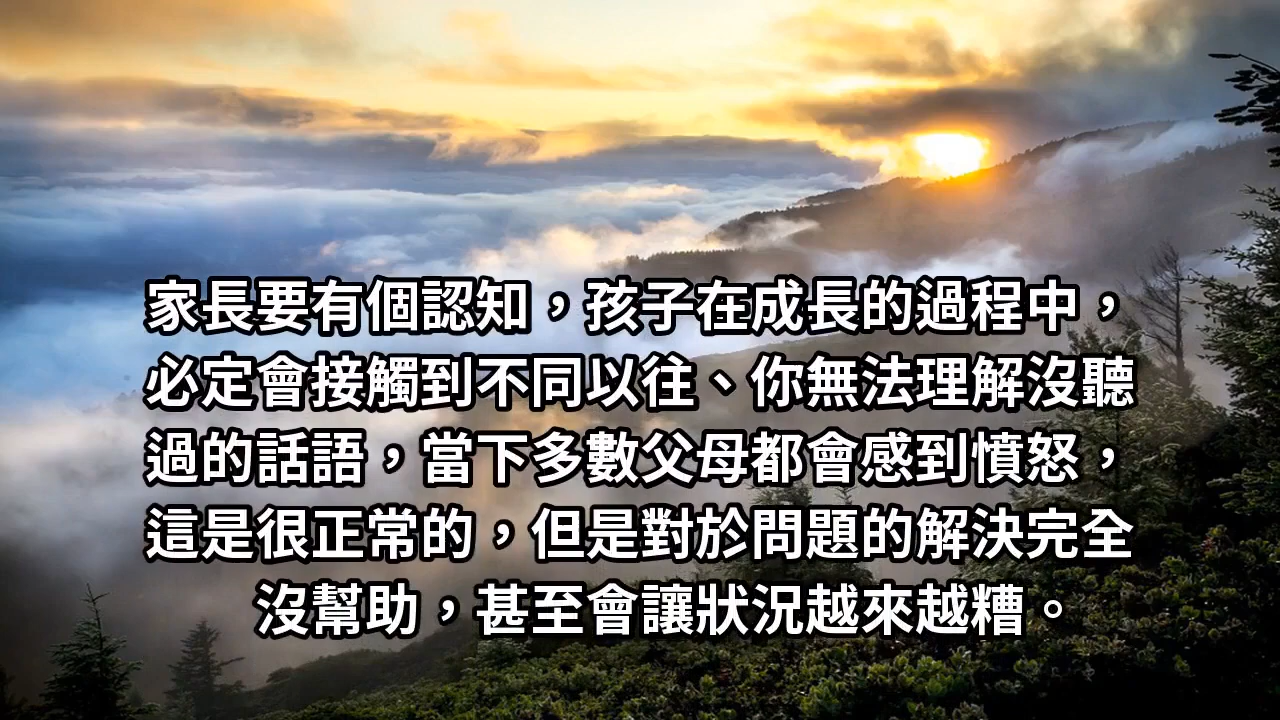 家長要有個認知，孩子在成長的過程中，
必定會接觸到不同以往、你無法理解沒聽
過的話語，當下多數父母都會感到憤怒，
這是很正常的，但是對於問題的解決完全
沒幫助，甚至會讓狀況越來越糟。